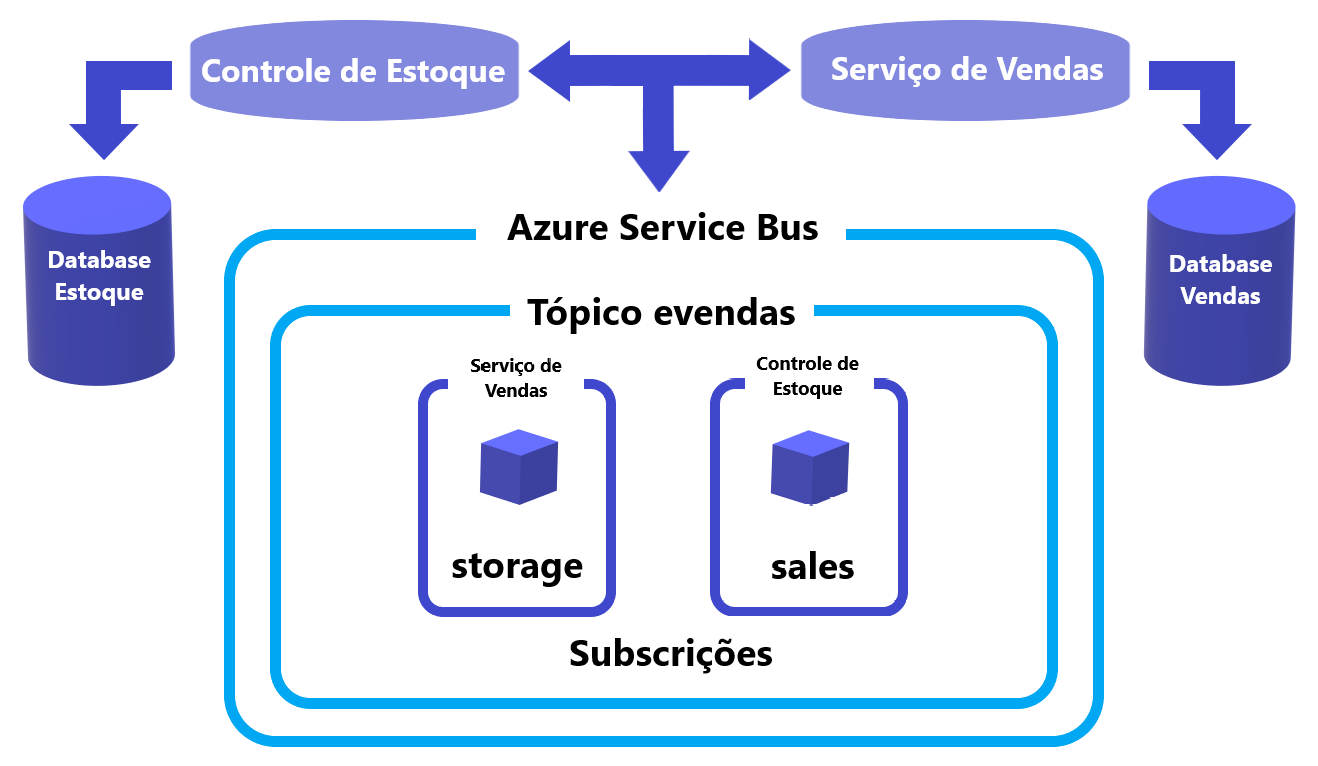 Controle de Estoque
Serviço de Vendas
Database
Estoque
Azure Service Bus
Database
Vendas
Tópico evendas
Serviço de
Vendas
Controle de
Estoque
storage
sales
Subscrições